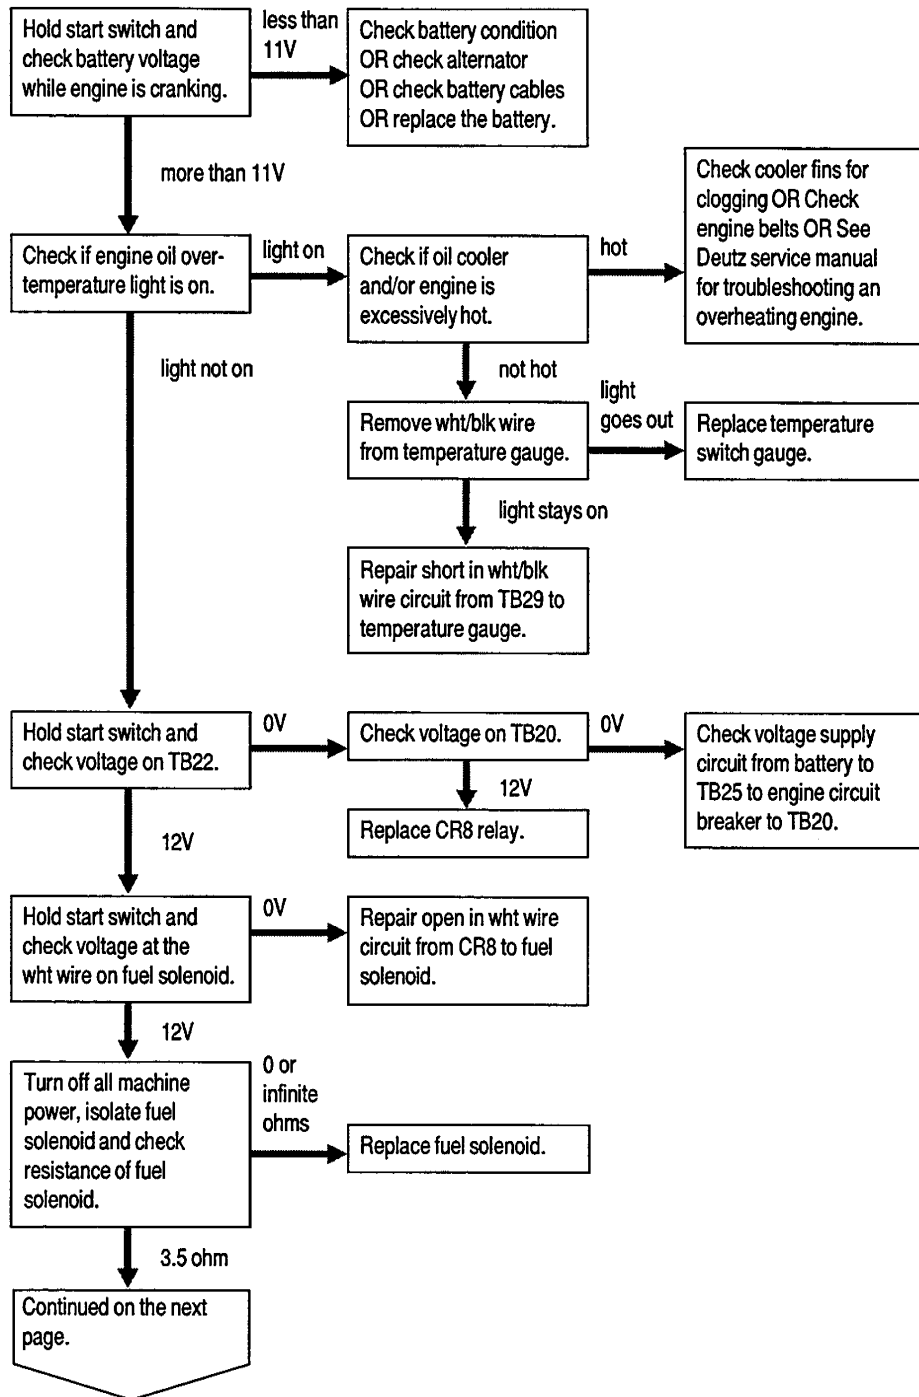 Hold start switch and
check battery voltage
while engine is cranking.
less than
11V
Check battery condition
OR check alternator
OR check battery cables
OR replace the battery.
more than 11V
Check if engine oil over-
temperature light is on.
light on
Check if oil cooler
and/or engine is
excessively hot.
hot
Check cooler fins for
clogging OR Check
engine belts OR See
Deutz service manual
for troubleshooting an
overheating engine.
light not on
not hot
Remove wht/blk wire
from temperature gauge.
light
goes out
Replace temperature
switch gauge.
light stays on
Repair short in wht/blk
wire circuit from TB29 to
temperature gauge.
Hold start switch and
check voltage on TB22.
0V
Check voltage on TB20.
0V
Check voltage supply
circuit from battery to
TB25 to engine circuit
breaker to TB20.
12V
Replace CR8 relay.
12V
Hold start switch and
check voltage at the
wht wire on fuel solenoid.
0V
Repair open in wht wire
circuit from CR8 to fuel
solenoid.
12V
Turn off all machine
power, isolate fuel
solenoid and check
resistance of fuel
solenoid.
0 or
infinite
ohms
Replace fuel solenoid.
3.5 ohm
Continued on the next
page.